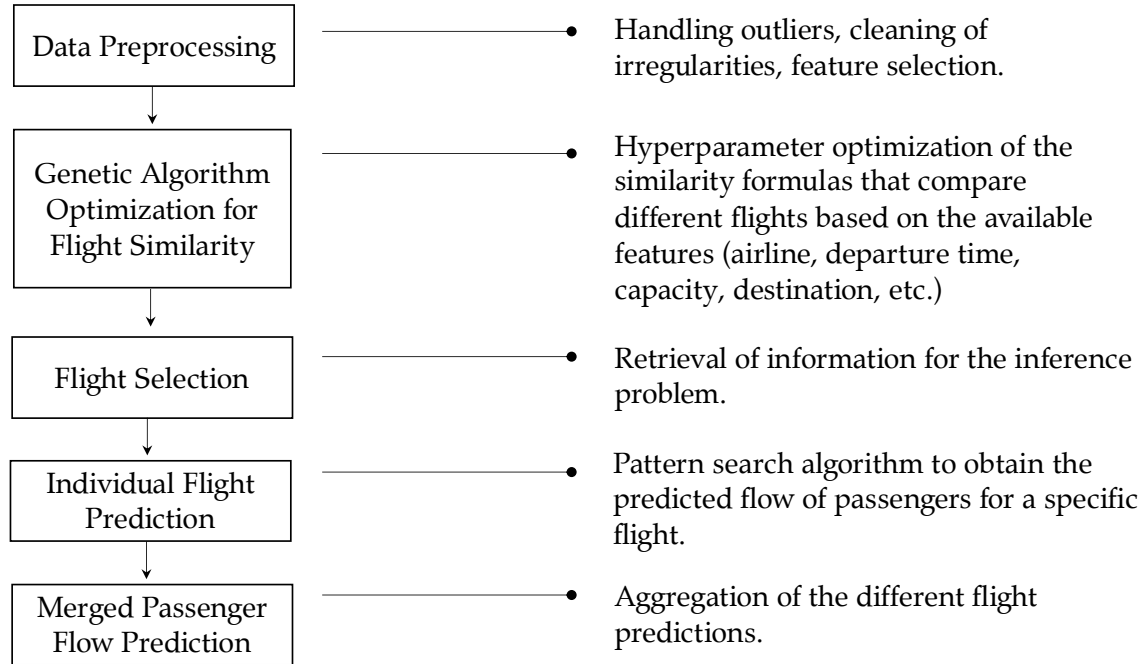 Data Preprocessing
Handling outliers, cleaning of
irregularities, feature selection.
Genetic Algorithm
Optimization for
Flight Similarity
Hyperparameter optimization of the
similarity formulas that compare
different flights based on the available
features (airline, departure time,
capacity, destination, etc.)
Flight Selection
Retrieval of information for the inference
problem.
Individual Flight
Prediction
Pattern search algorithm to obtain the
predicted flow of passengers for a specific
flight.
Merged Passenger
Flow Prediction
Aggregation of the different flight
predictions.